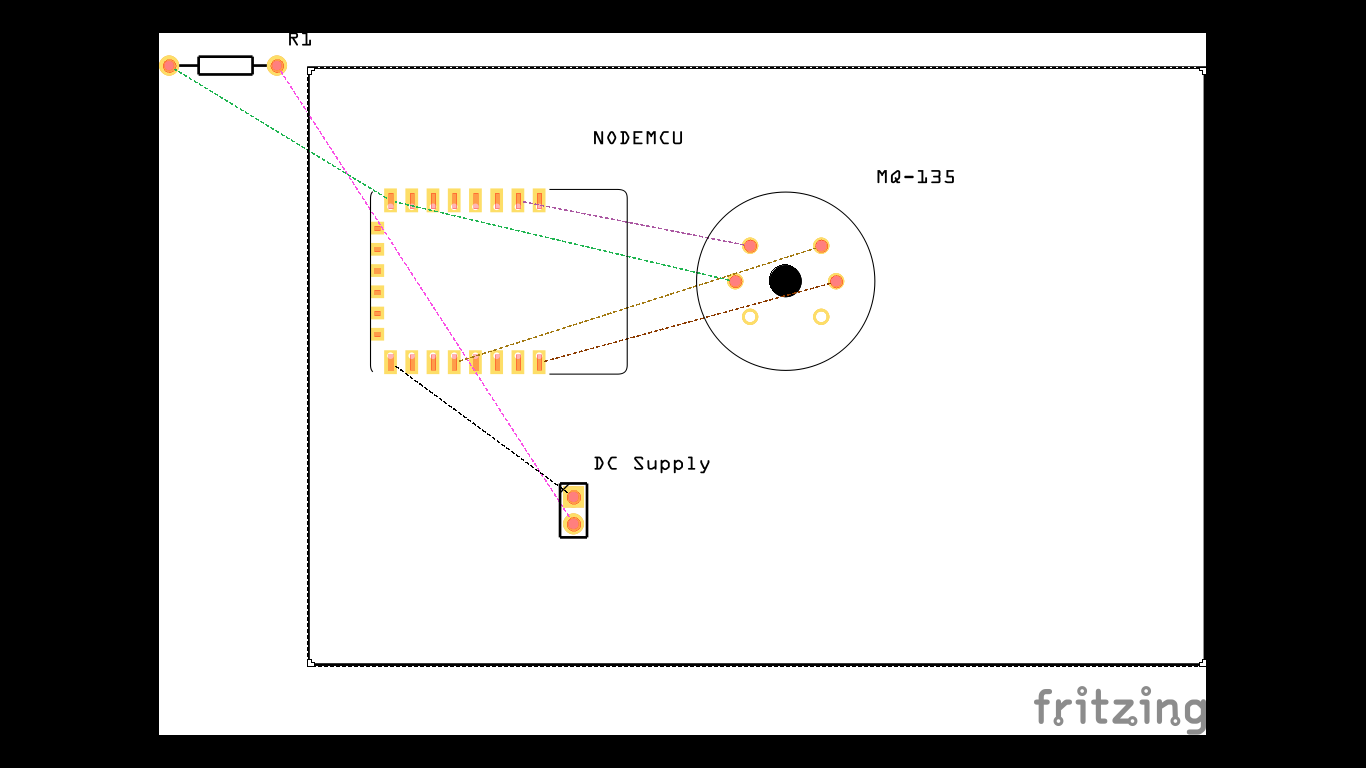 R1
NODEMCU
MQ-135
DC Supply
fritzing